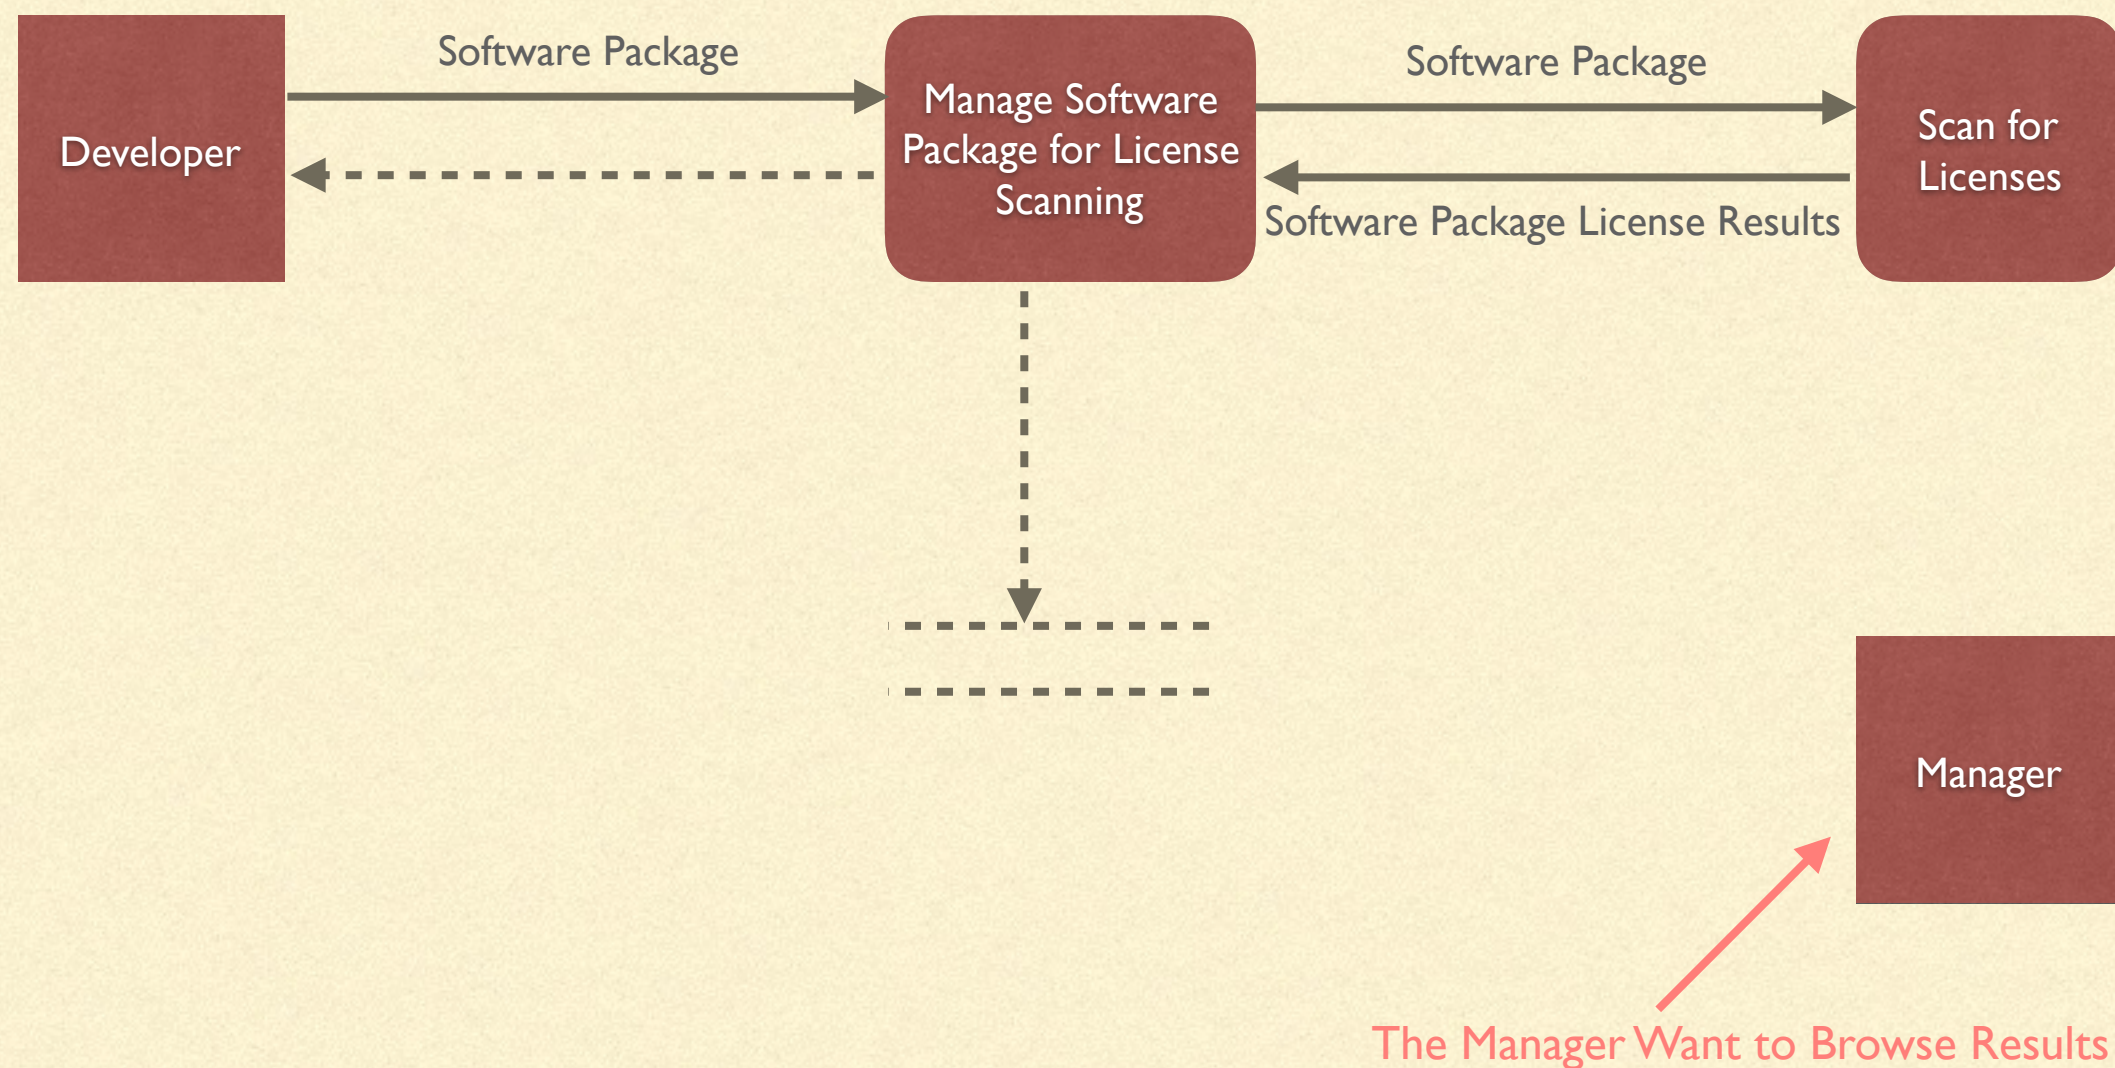 Developer
Software Package
Manage Software
Package for License
Scanning
Software Package
Software Package License Results
Scan for
Licenses
Manager
The Manager Want to Browse Results